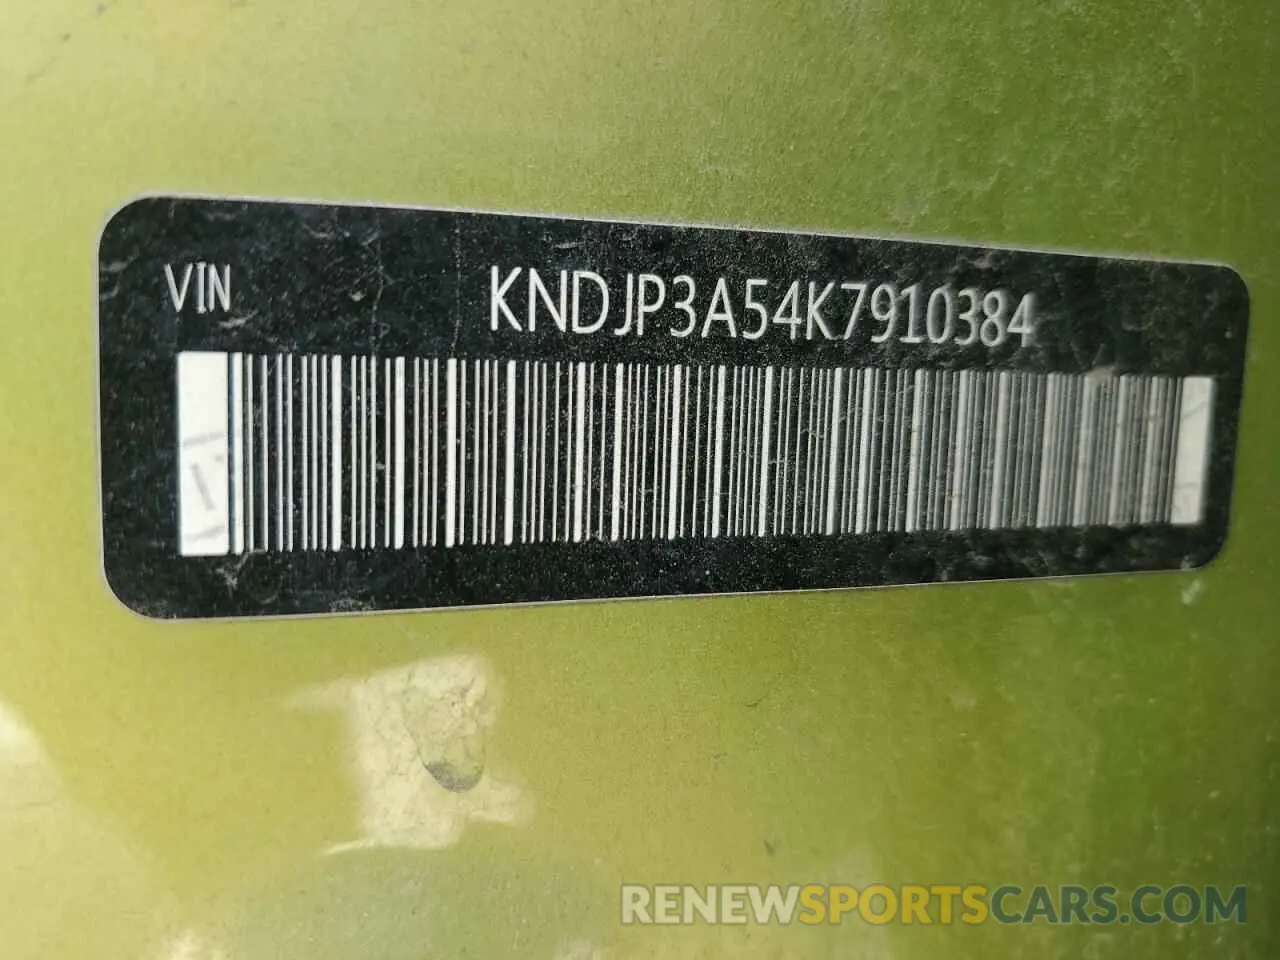 VIN KNDJP3A54K7910384
RENEWSPORTSCARS.COM